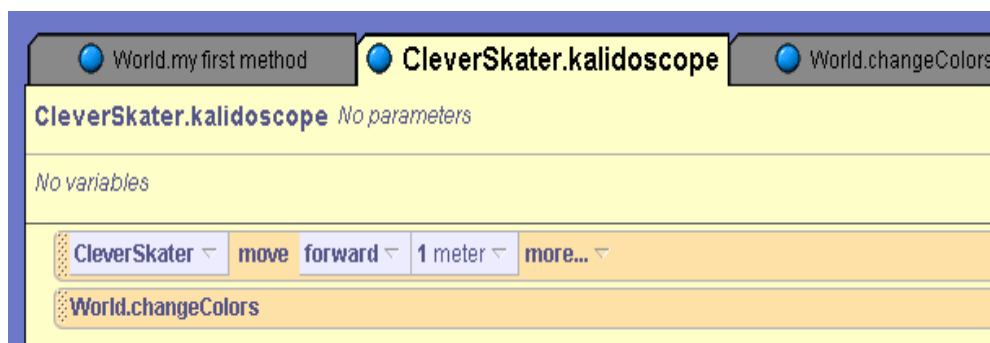 World.my first method CleverSkater.kalidoscope World.changeColors
CleverSkater.kalidoscope No parameters
No variables
CleverSkater move forward 1 meter more...
World.changeColors